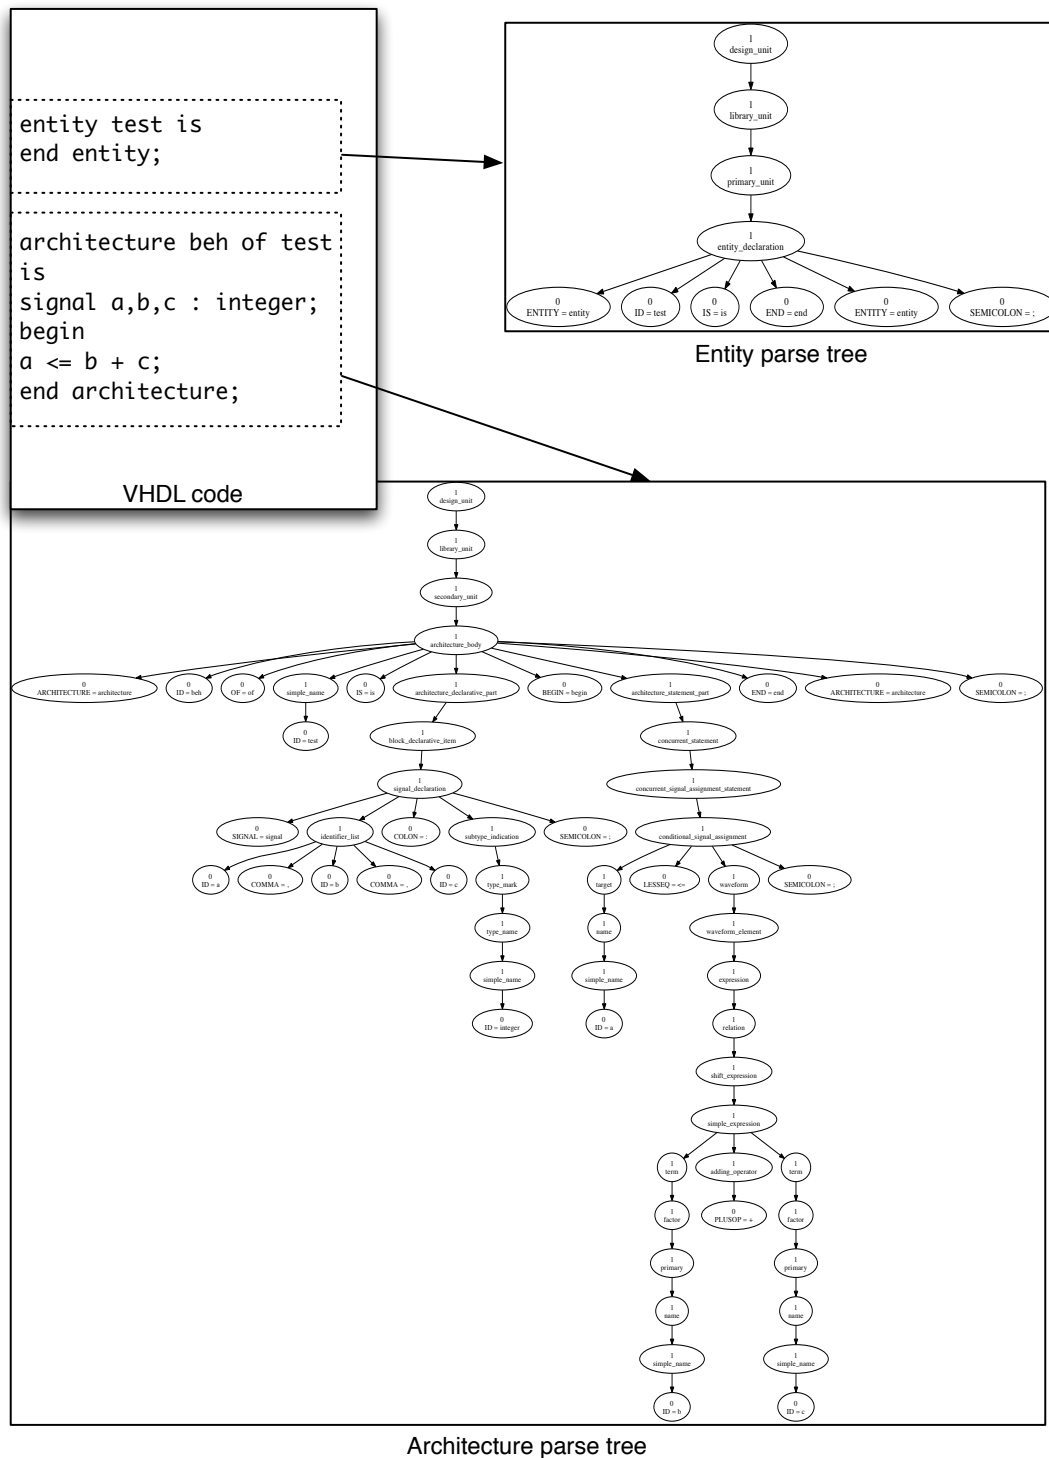 entity test is
end entity;
architecture beh of test
is
signal a,b,c : integer;
begin
a <= b + c;
end architecture;
VHDL code
1
design_unit
1
library_unit
1
primary_unit
1
entity_declaration
0 0 0 0 0 0
ENTITY = entity ID = test IS = is END = end ENTITY = entity SEMICOLON = ;
Entity parse tree
1
design_unit
1
library_unit
1
secondary_unit
1
architecture_body
0 0 0 1 0 1 0 1 0 0 0
ARCHITECTURE = architecture ID = beh OF = of simple_name IS = is architecture_declarative_part BEGIN = begin architecture_statement_part END = end ARCHITECTURE = architecture SEMICOLON = ;
0 1 1
ID = test block_declarative_item concurrent_statement
1 1
signal_declaration concurrent_signal_assignment_statement
0 1 0 1 0 1
SIGNAL = signal identifier_list COLON = : subtype_indication SEMICOLON = ; conditional_signal_assignment
0 0 0 0 0 1 1 0 1 0
ID = a COMMA = , ID = b COMMA = , ID = c type_mark target LESSEQ = <= waveform SEMICOLON = ;
1 1 1
type_name name waveform_element
1 1 1
simple_name simple_name expression
0 0 1
ID = integer ID = a relation
1
shift_expression
1
simple_expression
1 1 1
term adding_operator term
1 0 1
factor PLUSOP = + factor
1 1
primary primary
1 1
name name
1 1
simple_name simple_name
0 0
ID = b ID = c
Architecture parse tree